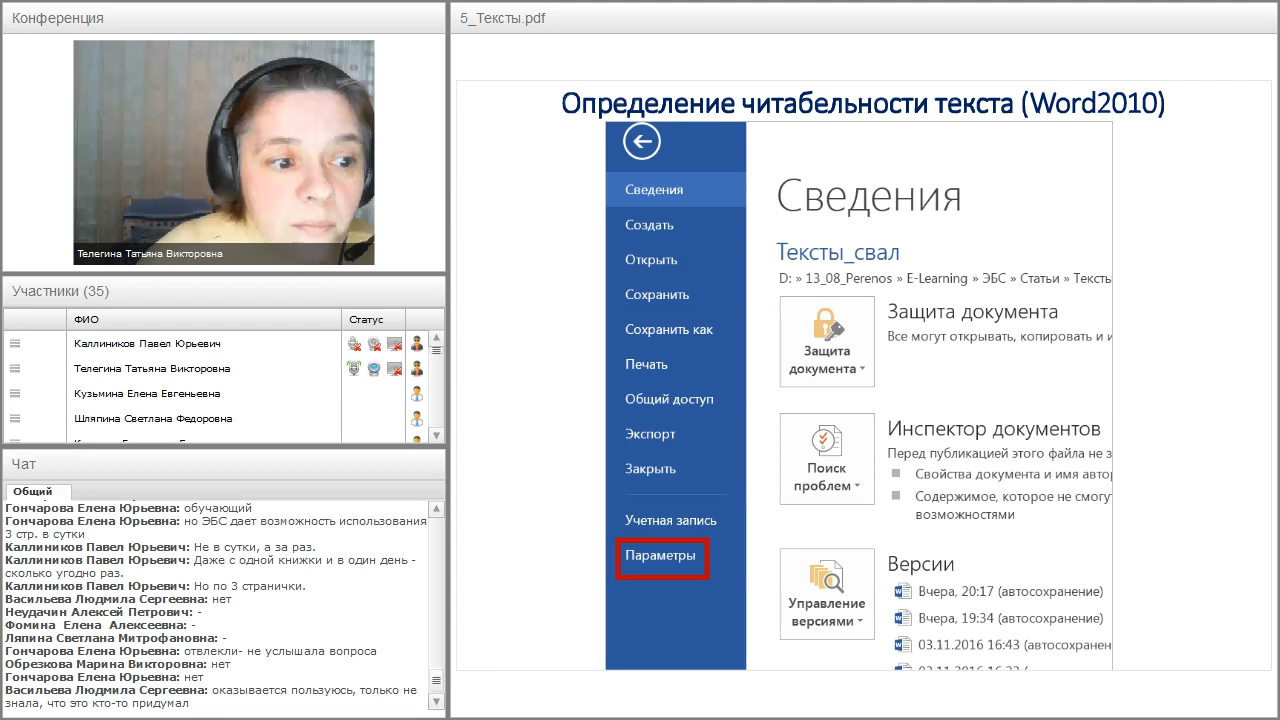 Конференция
Телегина Татьяна Викторовна
Участники (35)
ФИО
Статус
Каллиников Павел Юрьевич
Телегина Татьяна Викторовна
Кузьмина Елена Евгеньевна
Шляпина Светлана Федоровна
Чат
Общий
Гончарова Елена Юрьевна: обучающий
Гончарова Елена Юрьевна: но ЭБС дает возможность использования
3 стр. в сутки
Каллиников Павел Юрьевич: Не в сутки, а за раз.
Каллиников Павел Юрьевич: Даже с одной книжки и в один день -
сколько угодно раз.
Каллиников Павел Юрьевич: Но по 3 странички.
Васильева Людмила Сергеевна: нет
Неудачин Алексей Петрович: -
Фомина Елена Алексеевна: -
Ляпина Светлана Митрофановна: -
Гончарова Елена Юрьевна: отвлекли- не услышала вопроса
Обрезкова Марина Викторовна: нет
Гончарова Елена Юрьевна: нет
Васильева Людмила Сергеевна: оказывается пользуюсь, только не
знала, что это кто-то придумал
5_Тексты.pdf
Определение читабельности текста (Word2010)
Сведения
Создать
Открыть
Сохранить
Сохранить как
Печать
Общий доступ
Экспорт
Закрыть
Учетная запись
Параметры
Сведения
Тексты_свал
D: » 13_08_Perenos » E-Learning » ЭБС » Статьи » Тексты
Защита
документа
Защита документа
Все могут открывать, копировать и и
Поиск
проблем
Инспектор документов
Перед публикацией этого файла не з
Свойства документа и имя автор
Содержимое, которое не смогут
возможностями
Управление
версиями
Версии
Вчера, 20:17 (автосохранение)
Вчера, 19:34 (автосохранение)
03.11.2016 16:43 (автосохранен